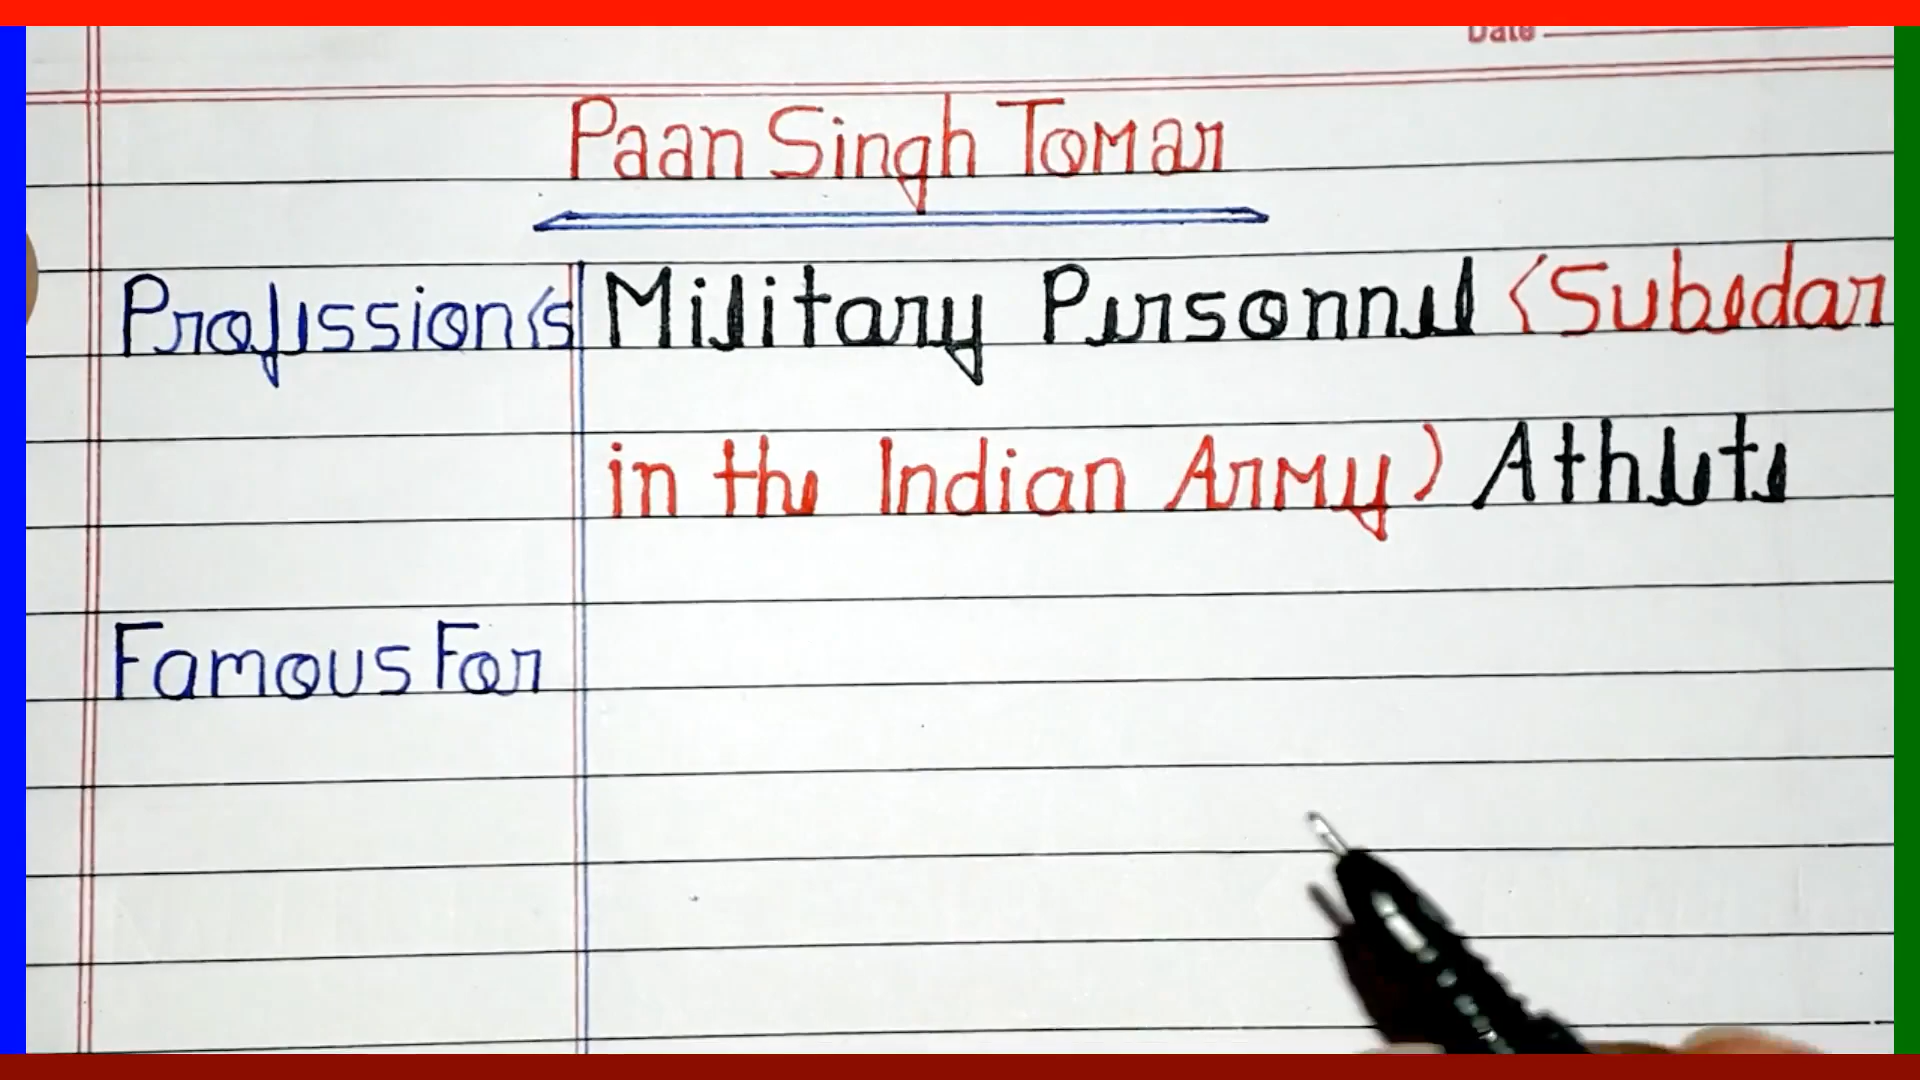 Date
Paan Singh Tomar
Profession(s Military Personnel (Subedar
in the Indian Army) Athlete
Famous For